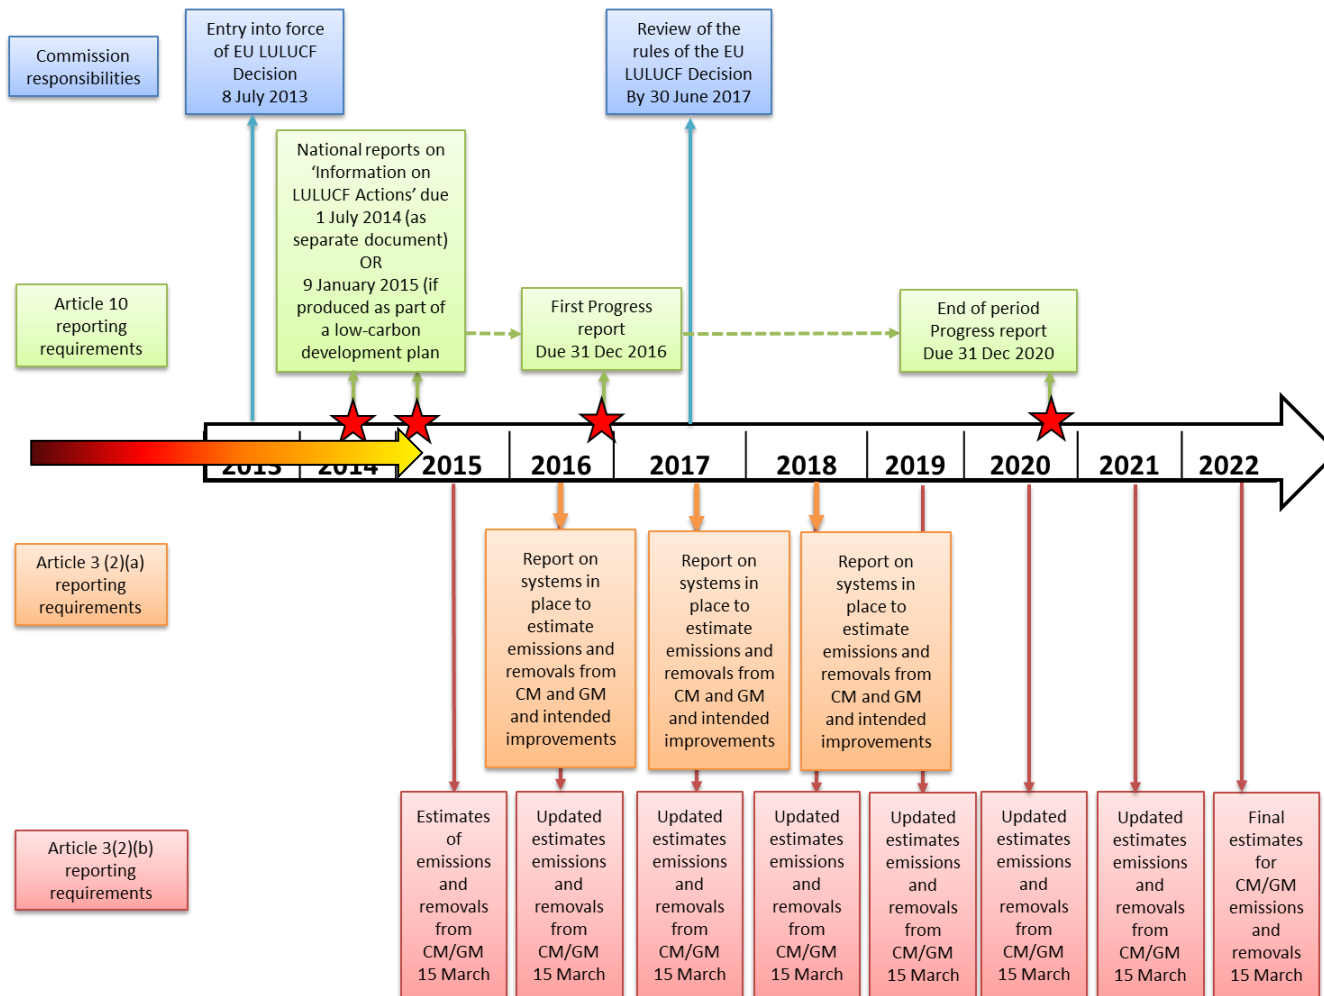 Commission
responsibilities
Entry into force
of EU LULUCF
Decision
8 July 2013
Review of the
rules of the EU
LULUCF Decision
By 30 June 2017
National reports on
‘Information on
LULUCF Actions’ due
1 July 2014 (as
separate document)
OR
9 January 2015 (if
produced as part of
a low-carbon
development plan
Article 10
reporting
requirements
First Progress
report
Due 31 Dec 2016
End of period
Progress report
Due 31 Dec 2020
2013
2014
2015
2016
2017
2018
2019
2020
2021
2022
Article 3 (2)(a)
reporting
requirements
Report on
systems in
place to
estimate
emissions and
removals from
CM and GM
and intended
improvements
Report on
systems in
place to
estimate
emissions and
removals from
CM and GM
and intended
improvements
Report on
systems in
place to
estimate
emissions and
removals from
CM and GM
and intended
improvements
Article 3(2)(b)
reporting
requirements
Estimates
of
emissions
and
removals
from
CM/GM
15 March
Updated
estimates
emissions
and
removals
from
CM/GM
15 March
Updated
estimates
emissions
and
removals
from
CM/GM
15 March
Updated
estimates
emissions
and
removals
from
CM/GM
15 March
Updated
estimates
emissions
and
removals
from
CM/GM
15 March
Updated
estimates
emissions
and
removals
from
CM/GM
15 March
Updated
estimates
emissions
and
removals
from
CM/GM
15 March
Final
estimates
for
CM/GM
emissions
and
removals
15 March